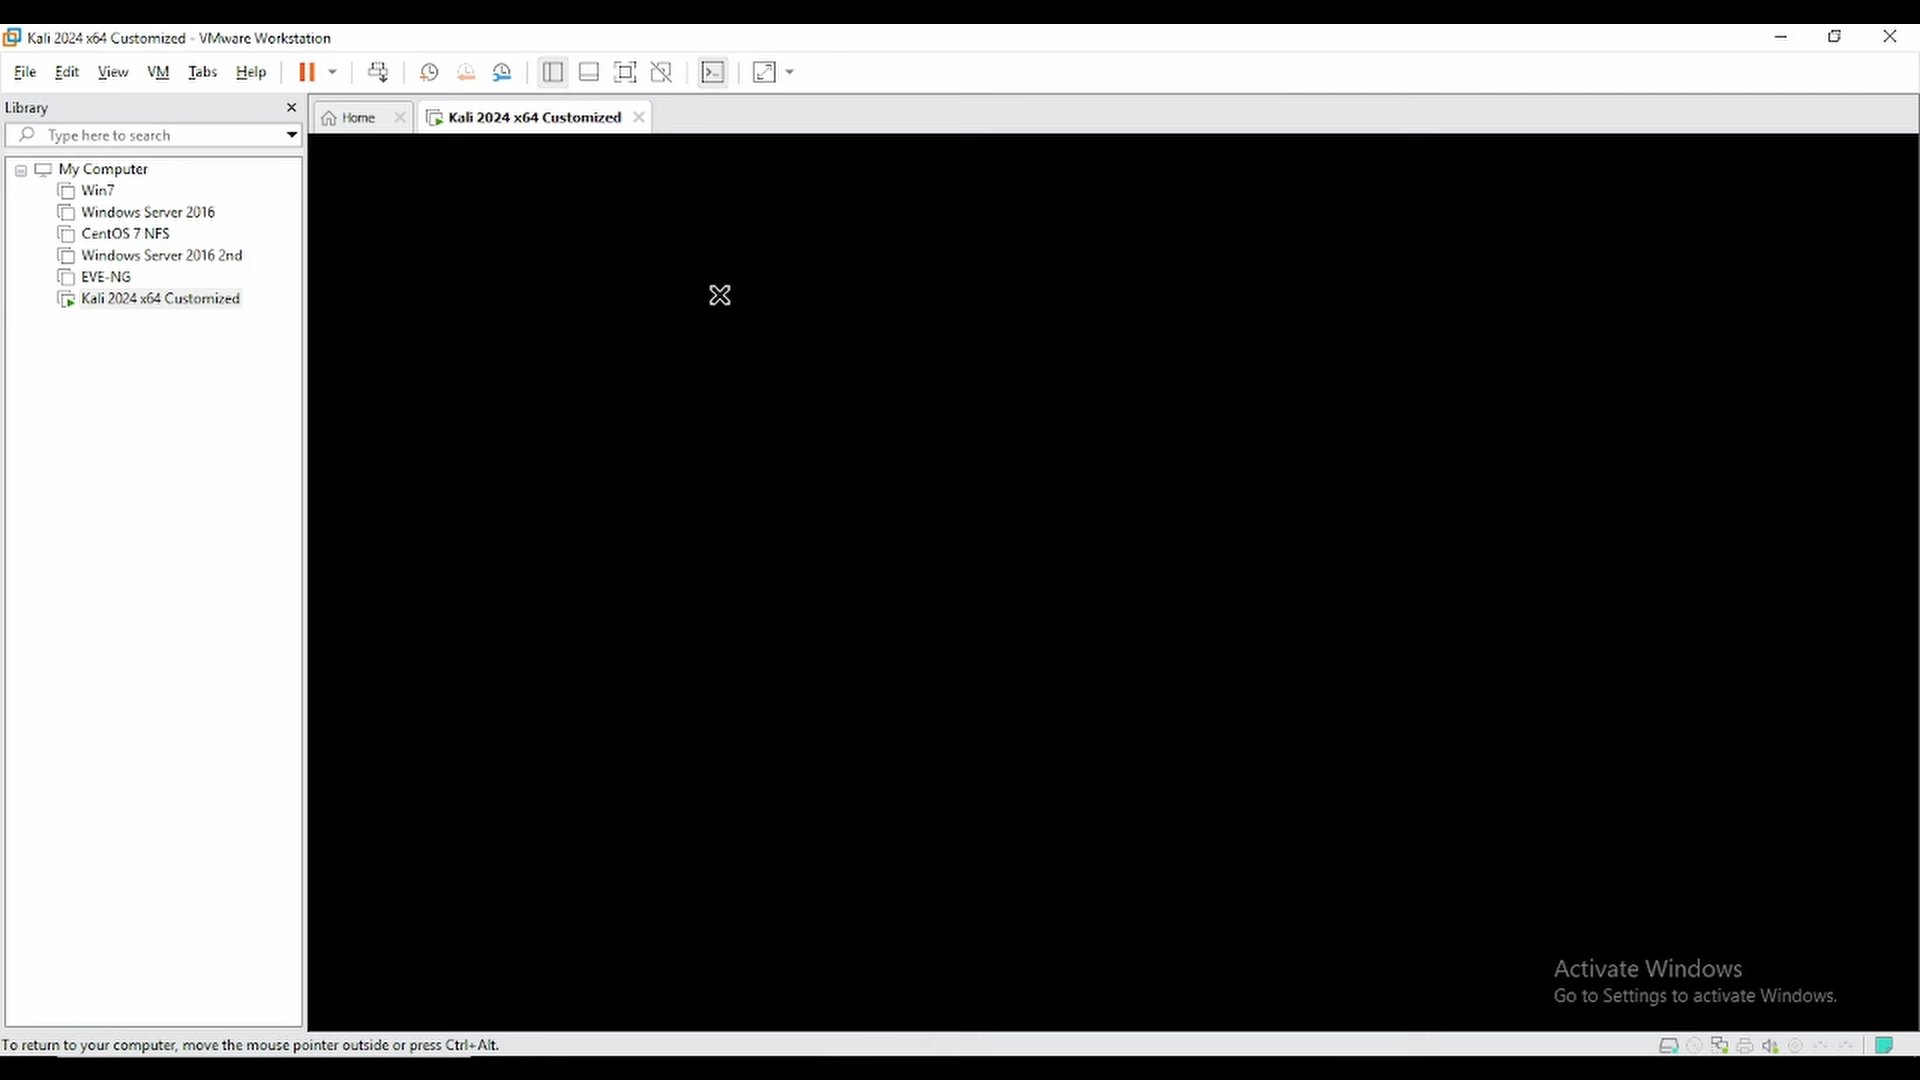 Kali 2024 x64 Customized - VMware Workstation
File Edit View VM Tabs Help
Library
Home Kali 2024 x64 Customized
Type here to search
My Computer
Win7
Windows Server 2016
CentOS 7 NFS
Windows Server 2016 2nd
EVE-NG
Kali 2024 x64 Customized
Activate Windows
Go to Settings to activate Windows.
To return to your computer, move the mouse pointer outside or press Ctrl+Alt.